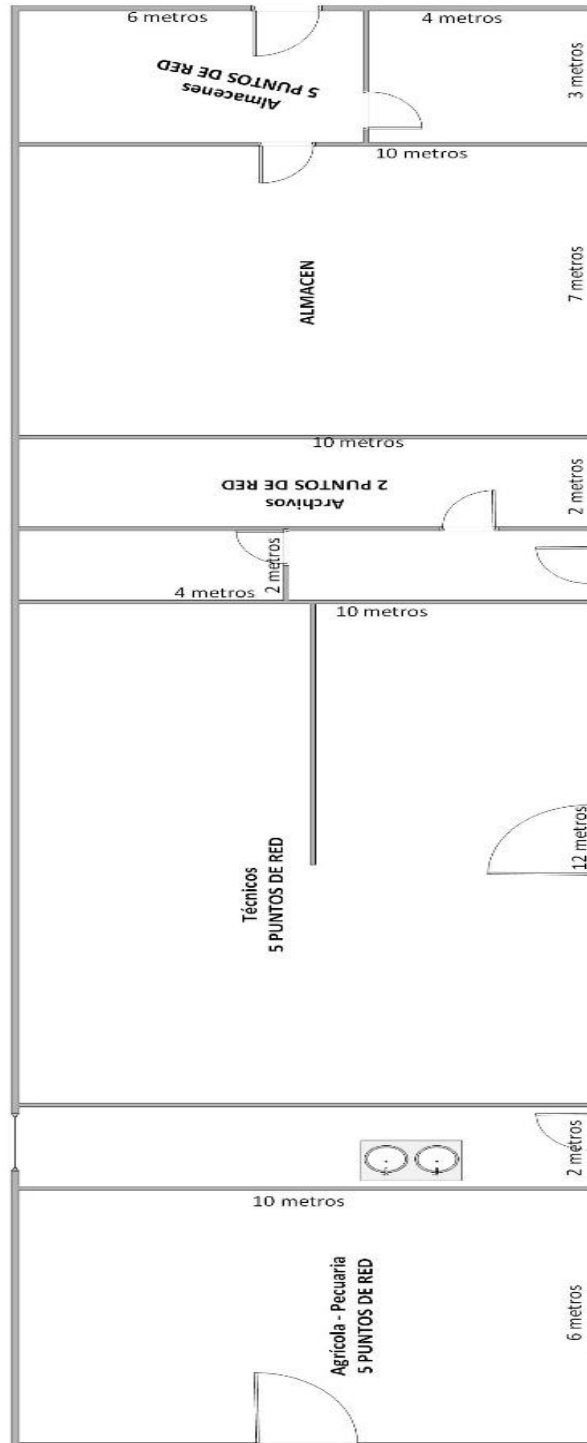 6 metros
4 metros
Almacenes
5 PUNTOS DE RED
3 metros
10 metros
ALMACEN
7 metros
10 metros
Archivos
2 PUNTOS DE RED
2 metros
2 metros
4 metros
10 metros
12 metros
Técnicos
5 PUNTOS DE RED
2 metros
10 metros
Agrícola - Pecuaria
5 PUNTOS DE RED
6 metros